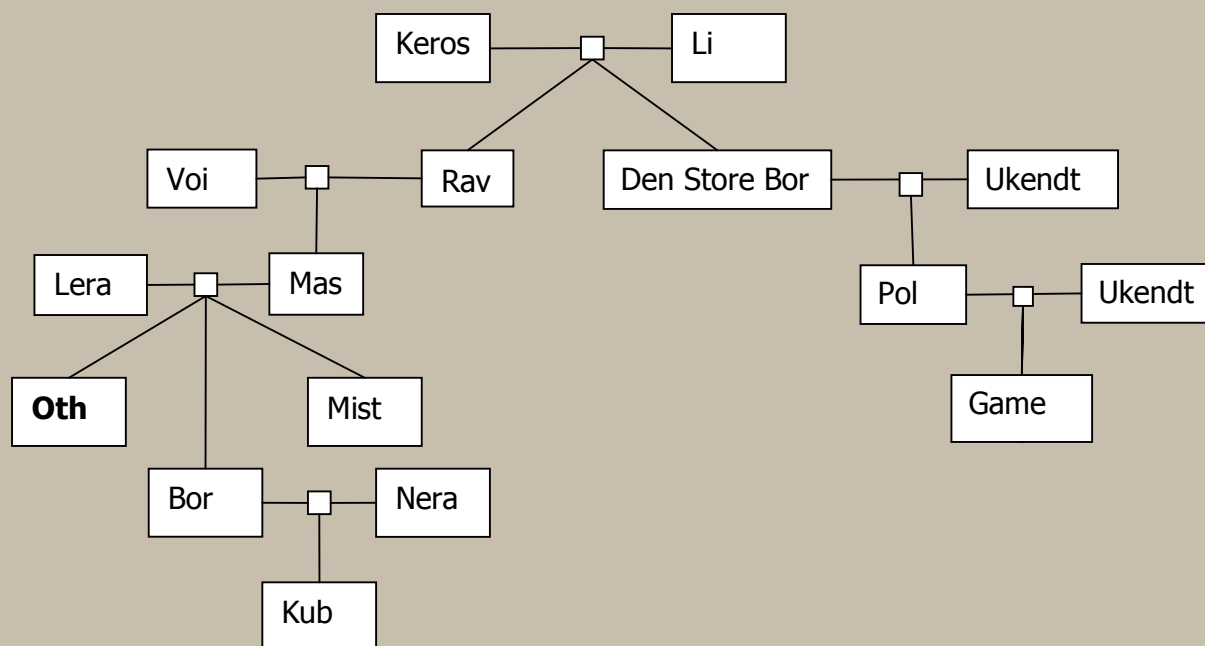 Keros
Li
Voi
Rav
Den Store Bor
Ukendt
Lera
Mas
Pol
Ukendt
Oth
Mist
Game
Bor
Nera
Kub